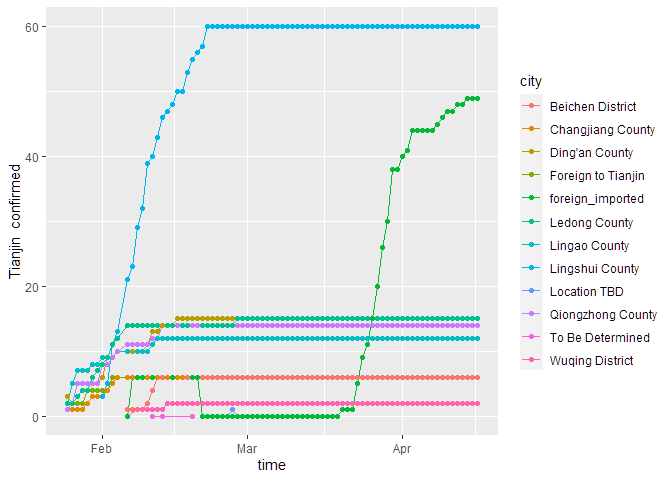 60
40
20
0
Tianjin confirmed
Feb
Mar
Apr
time
city
Beichen District
Changjiang County
Ding'an County
Foreign to Tianjin
foreign_imported
Ledong County
Lingao County
Lingshui County
Location TBD
Qiongzhong County
To Be Determined
Wuqing District